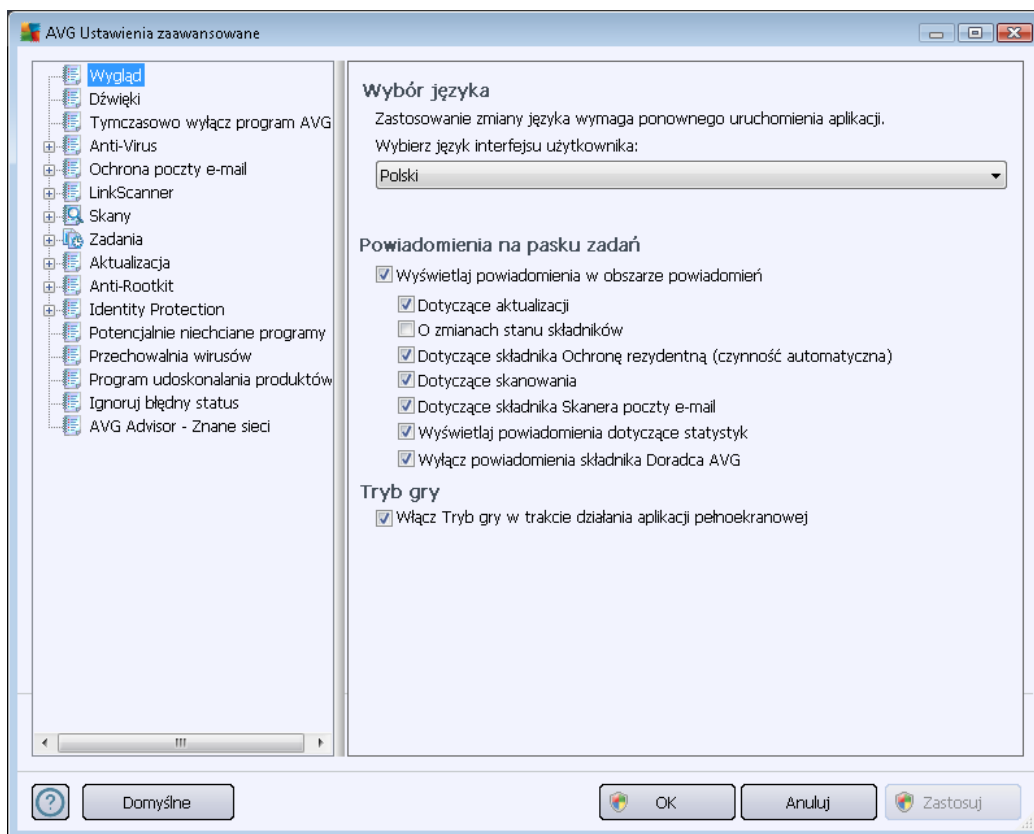 AVG Ustawienia zaawansowane
Wygląd
Dźwięki
Tymczasowo wyłącz program AVG
Anti-Virus
Ochrona poczty e-mail
LinkScanner
Skany
Zadania
Aktualizacja
Anti-Rootkit
Identity Protection
Potencjalnie niechciane programy
Przechowalnia wirusów
Program udoskonalania produktów
Ignoruj błędny status
AVG Advisor - Znane sieci
Wybór języka
Zastosowanie zmiany języka wymaga ponownego uruchomienia aplikacji.
Wybierz język interfejsu użytkownika:
Polski
Powiadomienia na pasku zadań
Wyświetlaj powiadomienia w obszarze powiadomień
Dotyczące aktualizacji
O zmianach stanu składników
Dotyczące składnika Ochronę rezydentną (czynność automatyczna)
Dotyczące skanowania
Dotyczące składnika Skanera poczty e-mail
Wyświetlaj powiadomienia dotyczące statystyk
Wyłącz powiadomienia składnika Doradca AVG
Tryb gry
Włącz Tryb gry w trakcie działania aplikacji pełnoekranowej
Domyślne
OK
Anuluj
Zastosuj